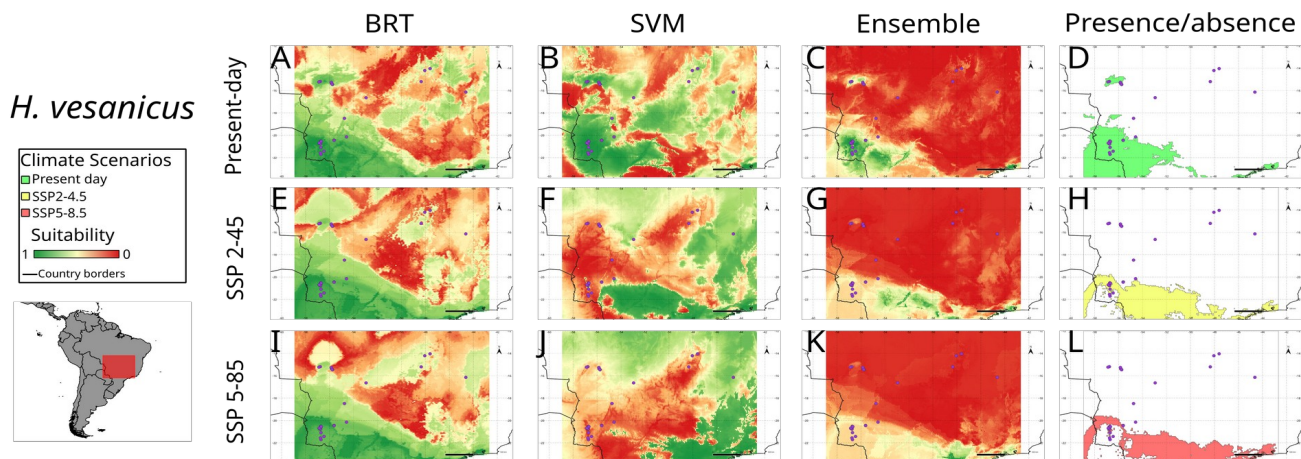 BRT
SVM
Ensemble
Presence/absence
H. vesanicus
Climate Scenarios
Present day
SSP2-4.5
SSP5-8.5
Suitability
1
0
Country borders
Present-day
A
B
C
D
SSP 2-45
E
F
G
H
SSP 5-85
I
J
K
L